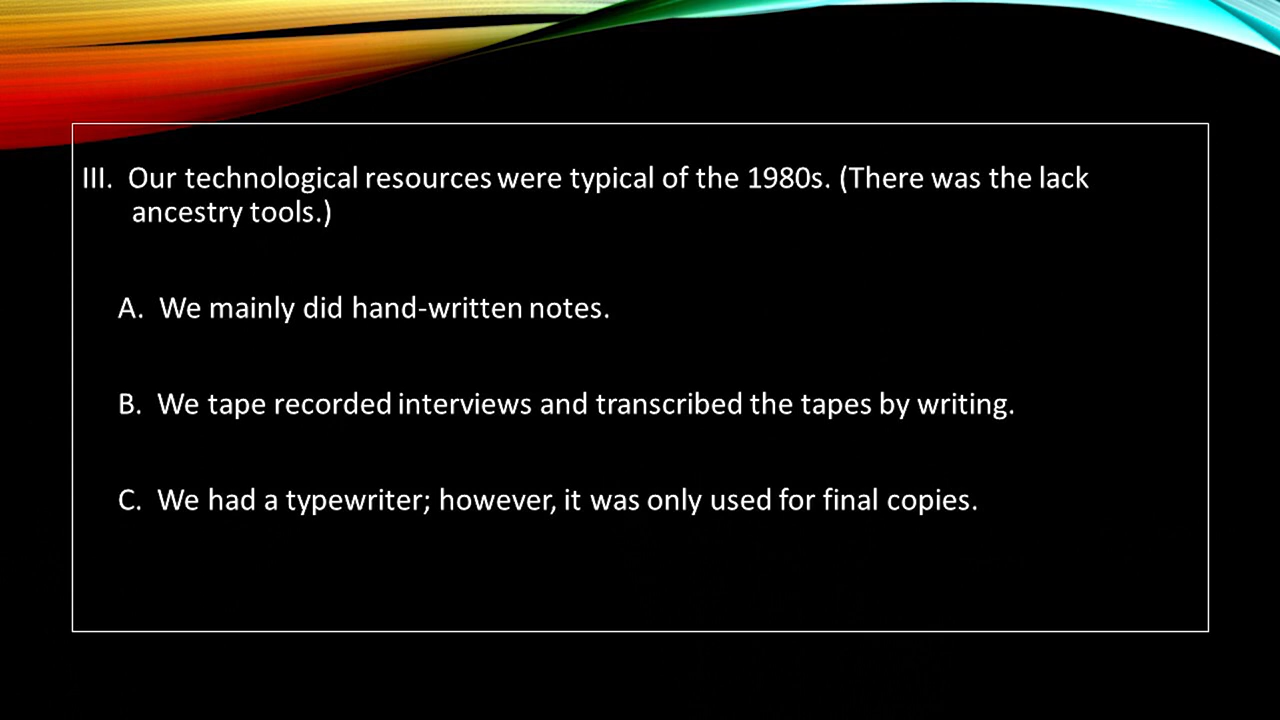 III. Our technological resources were typical of the 1980s. (There was the lack
ancestry tools.)
A. We mainly did hand-written notes.
B. We tape recorded interviews and transcribed the tapes by writing.
C. We had a typewriter; however, it was only used for final copies.